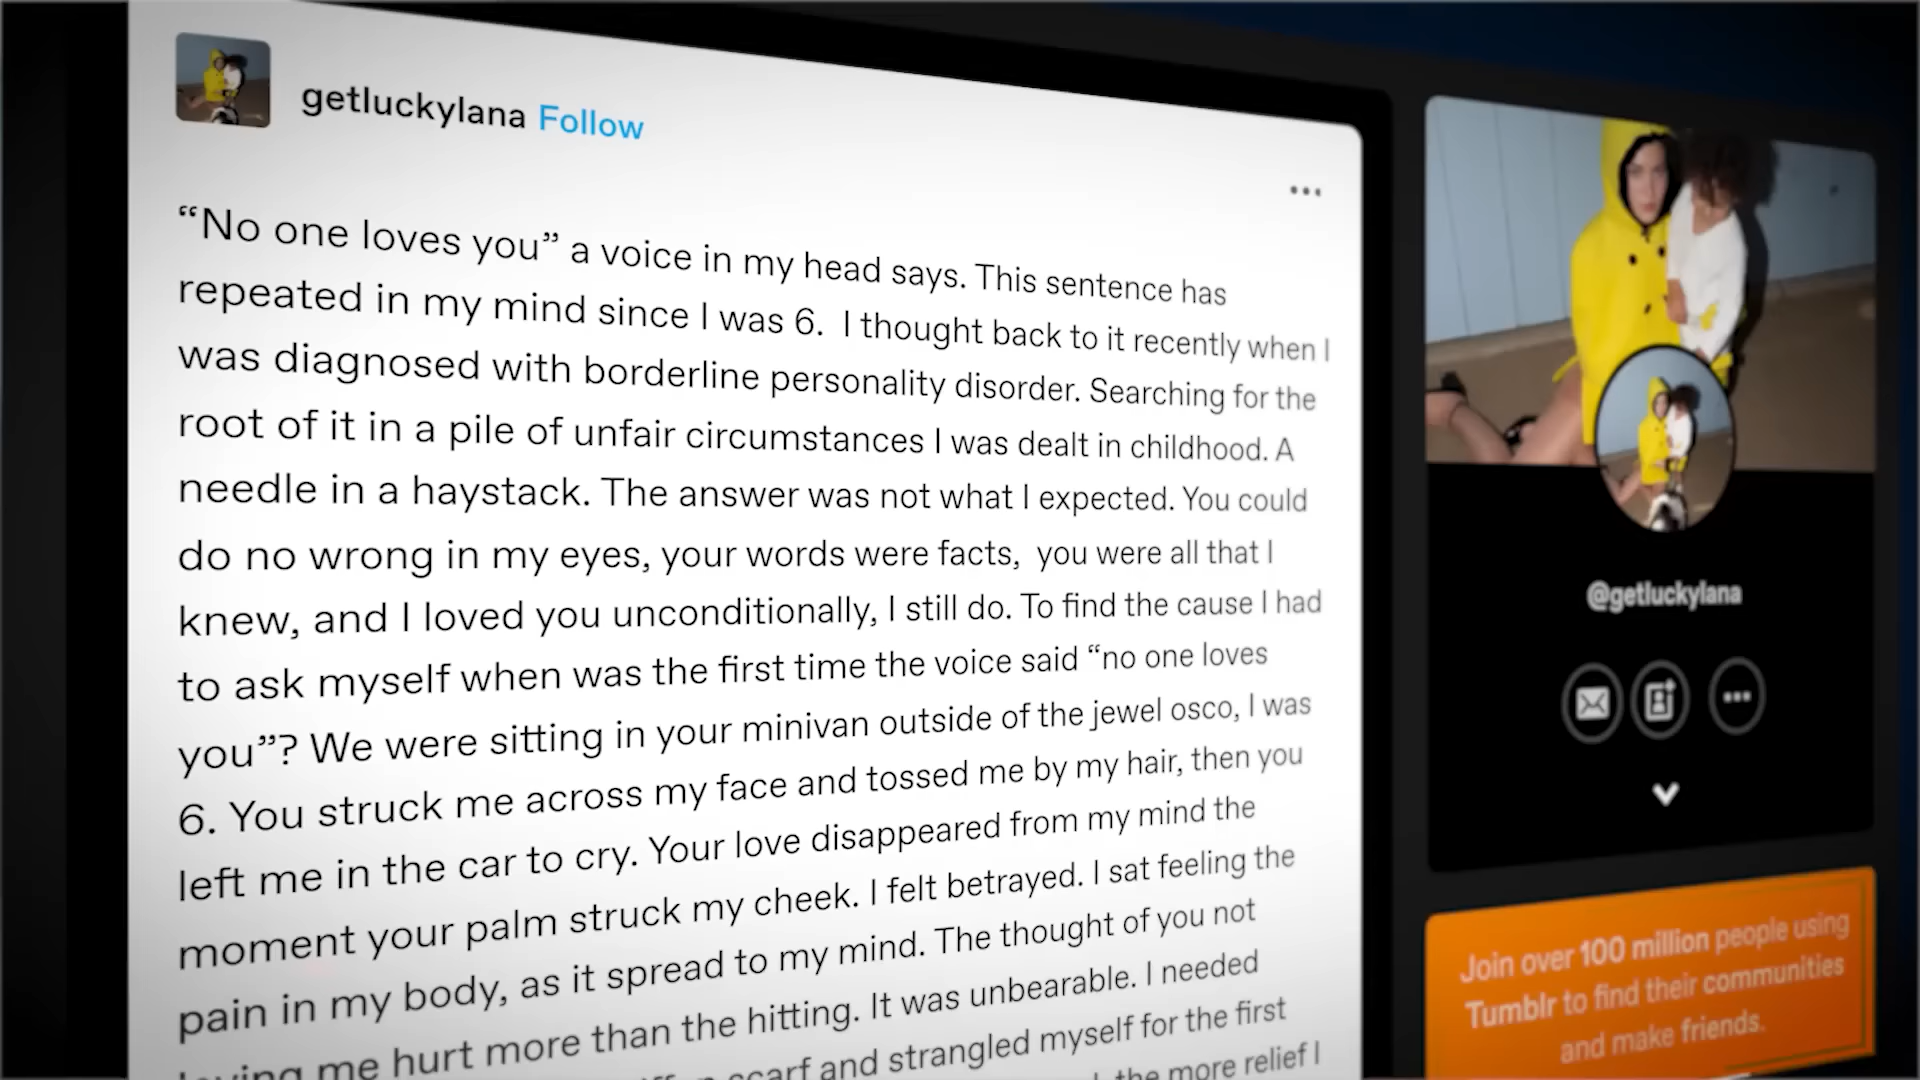 getluckylana Follow
“No one loves you” a voice in my head says. This sentence has
repeated in my mind since I was 6. I thought back to it recently when I
was diagnosed with borderline personality disorder. Searching for the
root of it in a pile of unfair circumstances I was dealt in childhood. A
needle in a haystack. The answer was not what I expected. You could
do no wrong in my eyes, your words were facts, you were all that I
knew, and I loved you unconditionally, I still do. To find the cause I had
to ask myself when was the first time the voice said “no one loves
you”? We were sitting in your minivan outside of the jewel osco, I was
6. You struck me across my face and tossed me by my hair, then you
left me in the car to cry. Your love disappeared from my mind the
moment your palm struck my cheek. I felt betrayed. I sat feeling the
pain in my body, as it spread to my mind. The thought of you not
loving me hurt more than the hitting. It was unbearable. I needed
scarf and strangled myself for the first
the more relief I
@getluckylana
Join over 100 million people using
Tumblr to find their communities
and make friends.